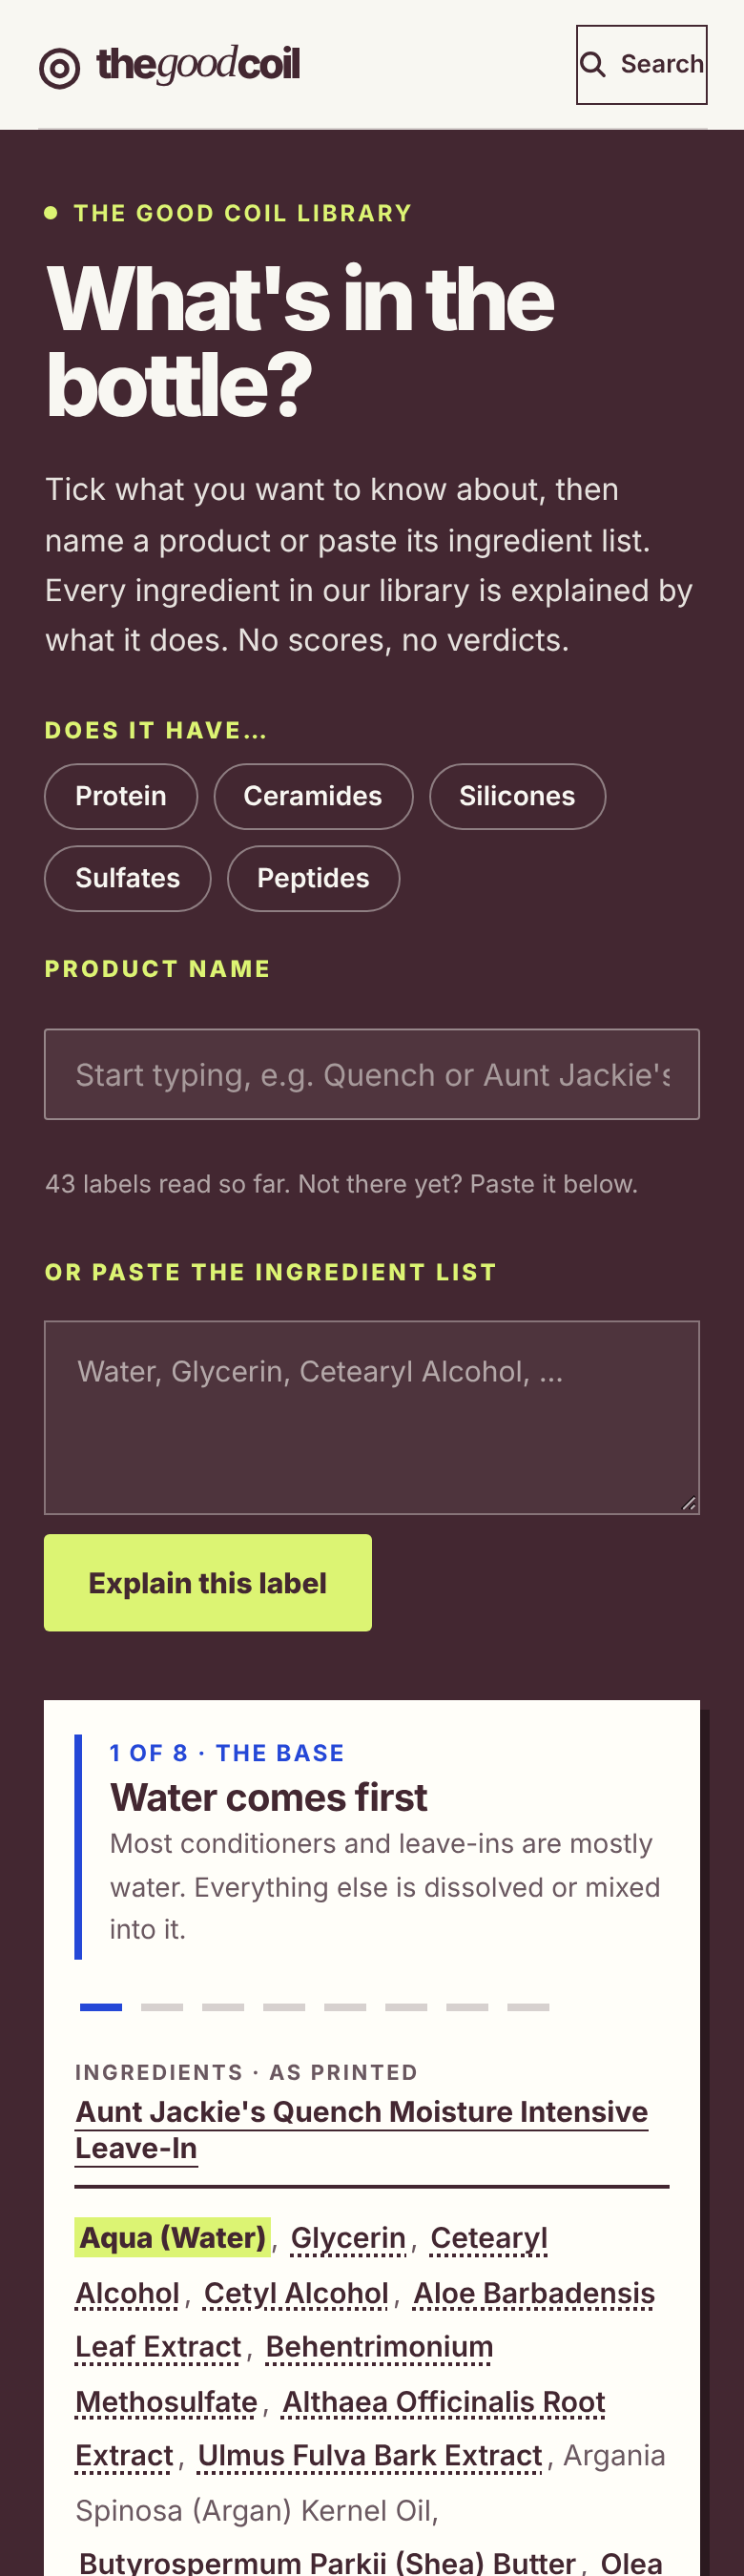 thegoodcoil
Search
THE GOOD COIL LIBRARY
What's in the
bottle?
Tick what you want to know about, then
name a product or paste its ingredient list.
Every ingredient in our library is explained by
what it does. No scores, no verdicts.
DOES IT HAVE...
Protein
Ceramides
Silicones
Sulfates
Peptides
PRODUCT NAME
Start typing, e.g. Quench or Aunt Jackie's
43 labels read so far. Not there yet? Paste it below.
OR PASTE THE INGREDIENT LIST
Water, Glycerin, Cetearyl Alcohol, ...
Explain this label
1 OF 8 · THE BASE
Water comes first
Most conditioners and leave-ins are mostly
water. Everything else is dissolved or mixed
into it.
INGREDIENTS · AS PRINTED
Aunt Jackie's Quench Moisture Intensive
Leave-In
Aqua (Water), Glycerin, Cetearyl
Alcohol, Cetyl Alcohol, Aloe Barbadensis
Leaf Extract, Behentrimonium
Methosulfate, Althaea Officinalis Root
Extract, Ulmus Fulva Bark Extract, Argania
Spinosa (Argan) Kernel Oil,
Butyrospermum Parkii (Shea) Butter, Olea